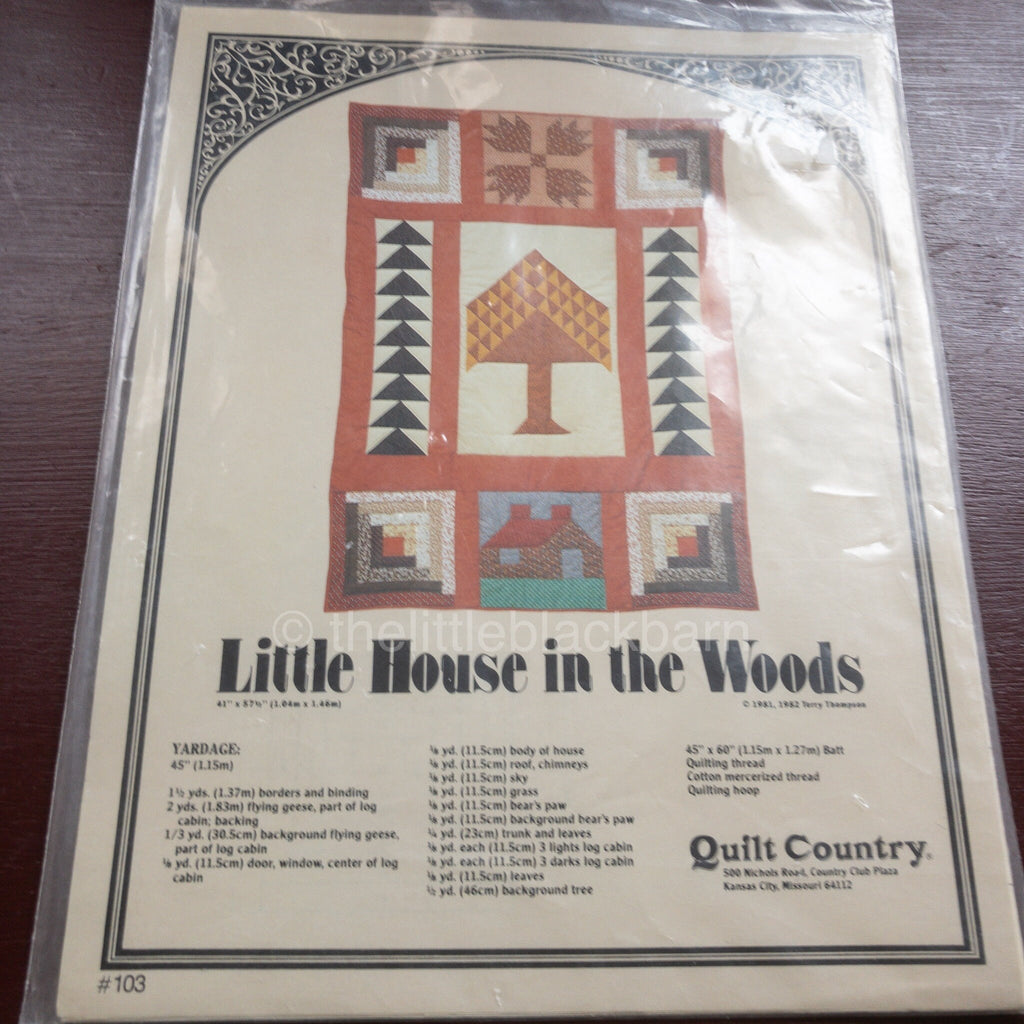 © thelittleblackbarn
Little House in the Woods
41" x 57½" (1.04m x 1.46m)
© 1981, 1982 Terry Thompson
YARDAGE:
45" (1.15m)
1½ yds. (1.37m) borders and binding
2 yds. (1.83m) flying geese, part of log
cabin; backing
1/3 yd. (30.5cm) background flying geese,
part of log cabin
⅛ yd. (11.5cm) door, window, center of log
cabin
⅛ yd. (11.5cm) body of house
⅛ yd. (11.5cm) roof, chimneys
⅛ yd. (11.5cm) sky
⅛ yd. (11.5cm) grass
⅛ yd. (11.5cm) bear's paw
⅛ yd. (11.5cm) background bear's paw
¼ yd. (23cm) trunk and leaves
⅛ yd. each (11.5cm) 3 lights log cabin
⅛ yd. each (11.5cm) 3 darks log cabin
⅛ yd. (11.5cm) leaves
½ yd. (46cm) background tree
45" x 60" (1.15m x 1.27m) Batt
Quilting thread
Cotton mercerized thread
Quilting hoop
Quilt Country®
500 Nichols Road, Country Club Plaza
Kansas City, Missouri 64112
#103